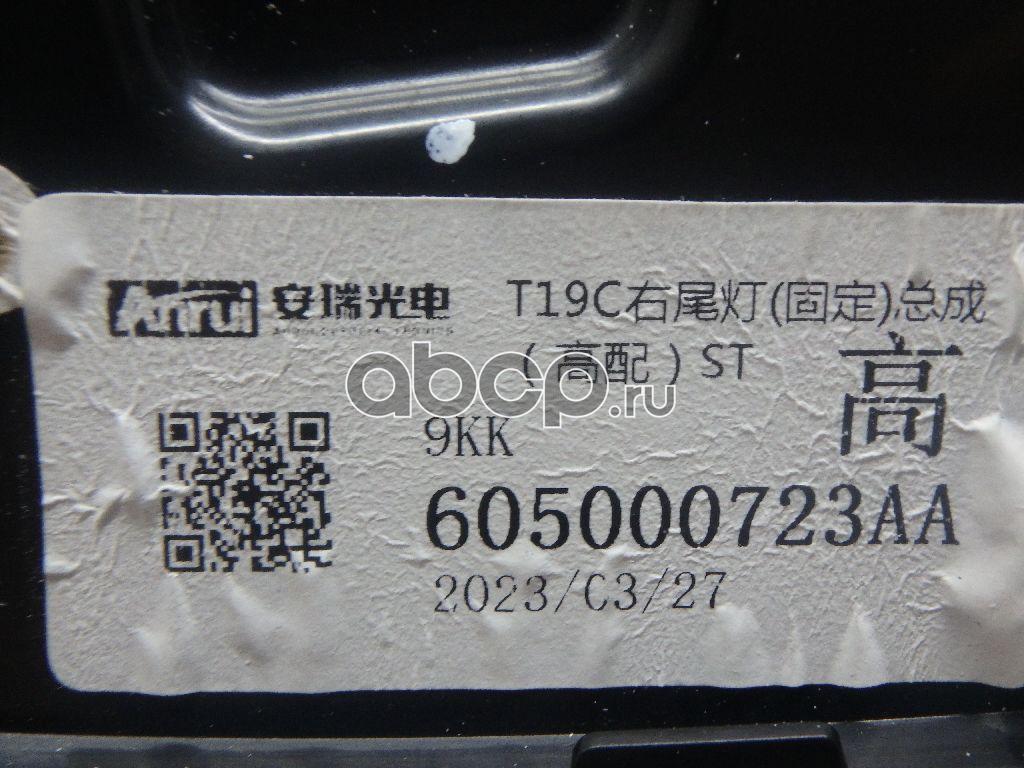 Anrui 安瑞光电 T19C右尾灯(固定)总成
(高配) ST 高
abcp.ru
9KK
605000723AA
2023/C3/27